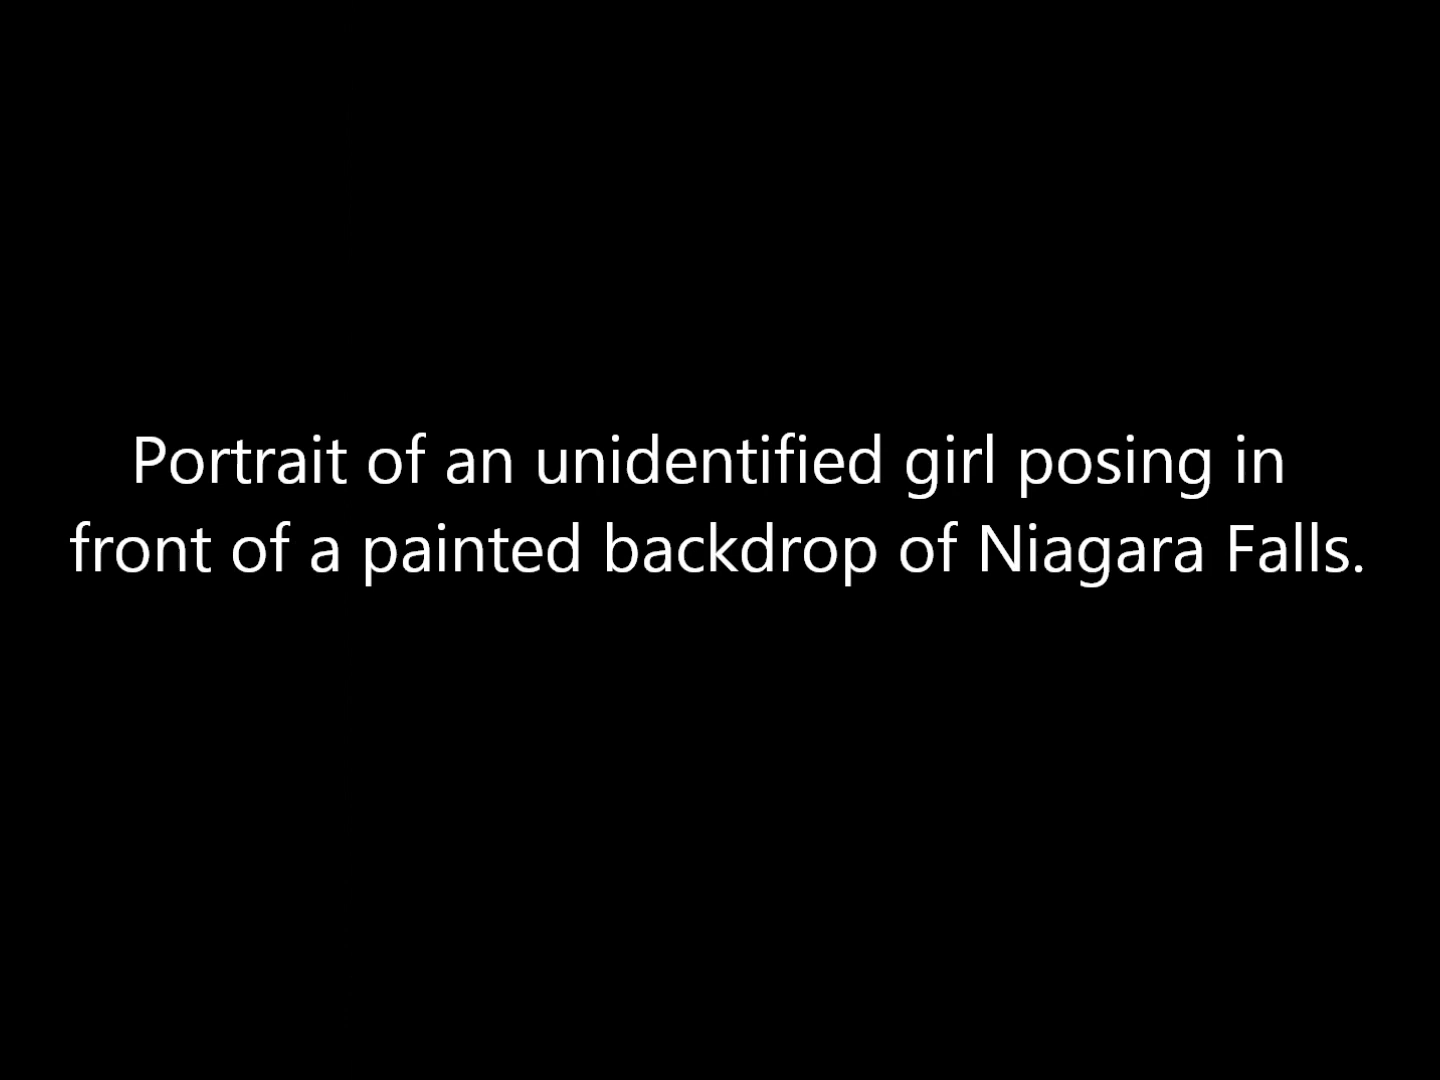 Portrait of an unidentified girl posing in
front of a painted backdrop of Niagara Falls.